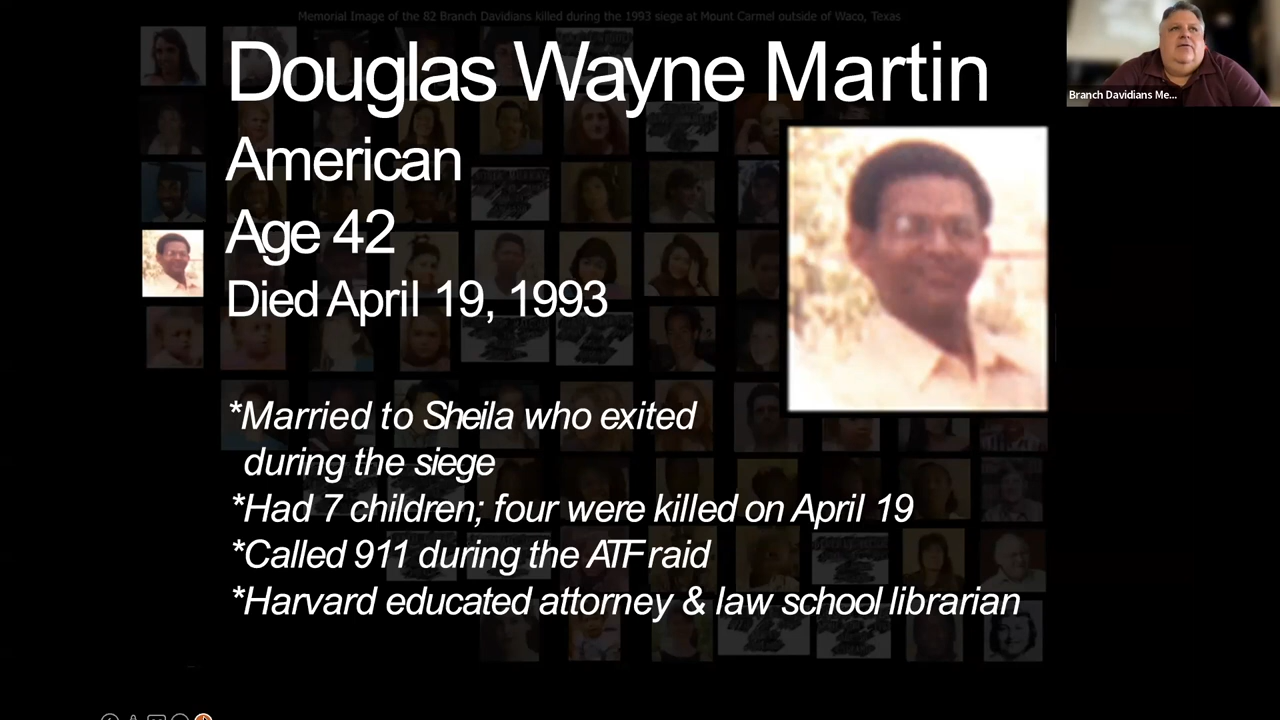 Memorial Image of the 82 Branch Davidians killed during the 1993 siege at Mount Carmel outside of Waco, Texas
Douglas Wayne Martin
American
Age 42
Died April 19, 1993
*Married to Sheila who exited
during the siege
*Had 7 children; four were killed on April 19
*Called 911 during the ATF raid
*Harvard educated attorney & law school librarian
Branch Davidians Me...